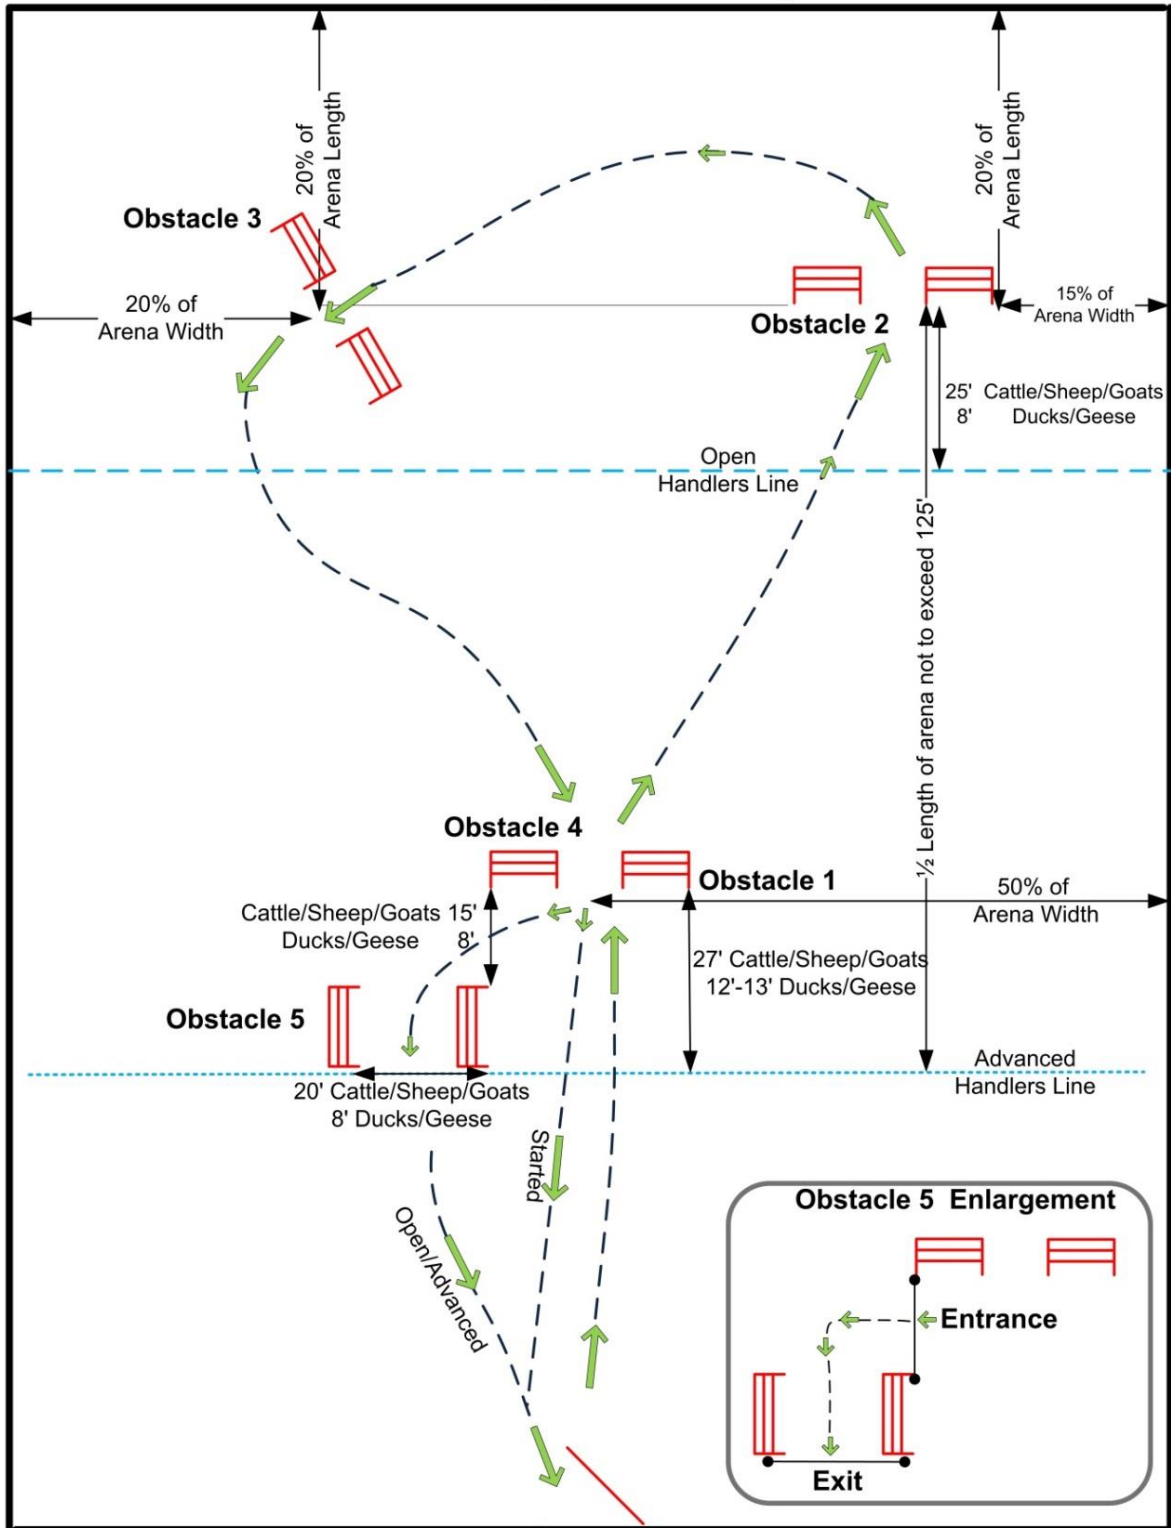 20% of
Arena Length
20% of
Arena Length
Obstacle 3
20% of
Arena Width
Obstacle 2
15% of
Arena Width
25' Cattle/Sheep/Goats
8' Ducks/Geese
Open
Handlers Line
½ Length of arena not to exceed 125'
Obstacle 4
Obstacle 1
50% of
Arena Width
Cattle/Sheep/Goats 15'
Ducks/Geese 8'
27' Cattle/Sheep/Goats
12'-13' Ducks/Geese
Obstacle 5
Advanced
Handlers Line
20' Cattle/Sheep/Goats
8' Ducks/Geese
Started
Open/Advanced
Obstacle 5 Enlargement
Entrance
Exit